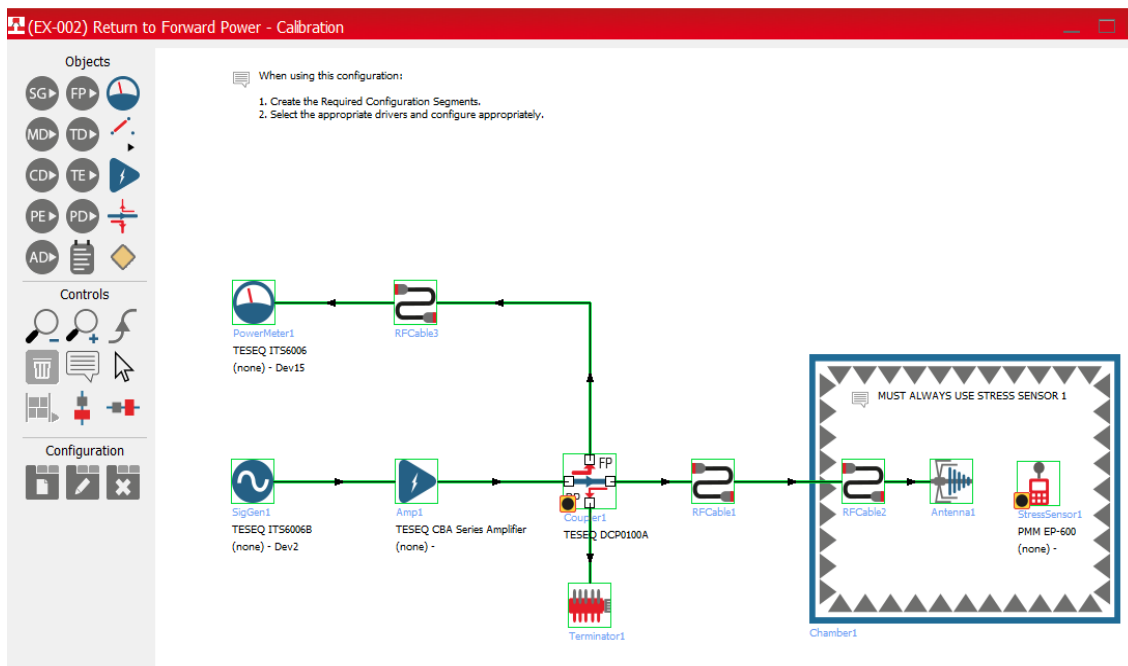 (EX-002) Return to Forward Power - Calibration
Objects
SG FP
MD TD
CD TE
PE PD
AD
Controls
Configuration
When using this configuration:
1. Create the Required Configuration Segments.
2. Select the appropriate drivers and configure appropriately.
PowerMeter1
TESEQ ITS6006
(none) - Dev15
RFCable3
MUST ALWAYS USE STRESS SENSOR 1
SigGen1
TESEQ ITS6006B
(none) - Dev2
Amp1
TESEQ CBA Series Amplifier
(none) -
FP
Coupler1
TESEQ DCP0100A
RFCable1
RFCable2
Antenna1
StressSensor1
PMM EP-600
(none) -
Terminator1
Chamber1